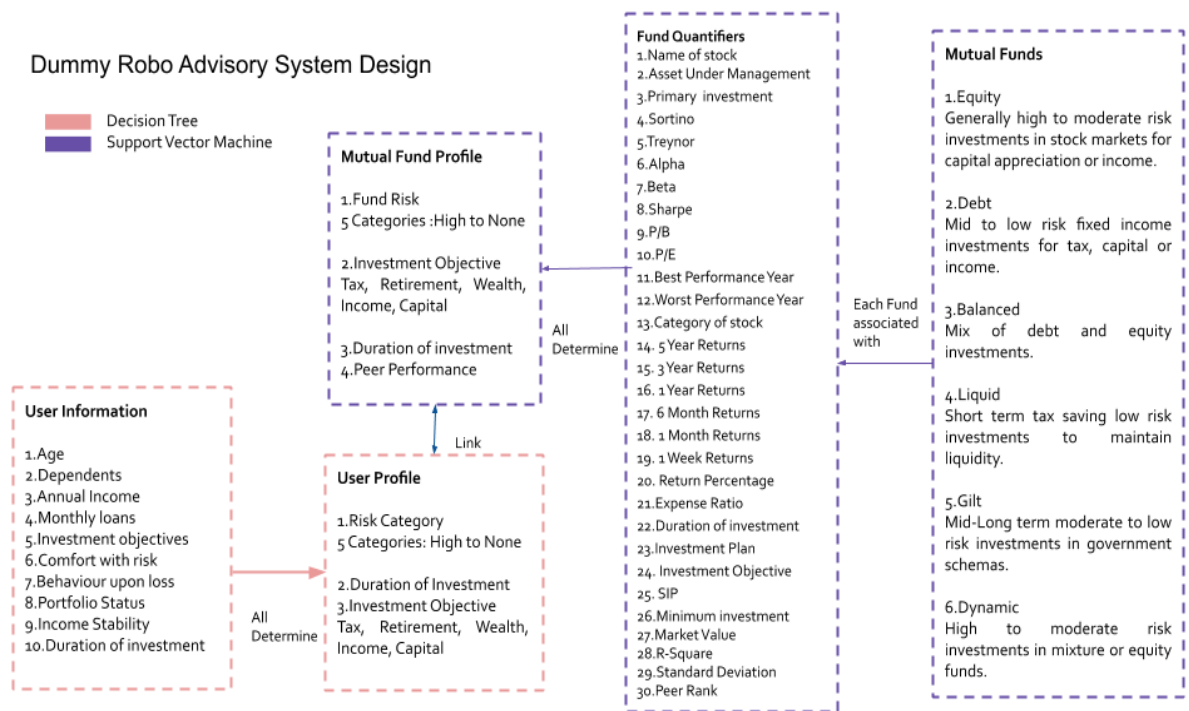 Dummy Robo Advisory System Design
Decision Tree
Support Vector Machine
User Information
1.Age
2.Dependents
3.Annual Income
4.Monthly loans
5.Investment objectives
6.Comfort with risk
7.Behaviour upon loss
8.Portfolio Status
9.Income Stability
10.Duration of investment
All
Determine
Mutual Fund Profile
1.Fund Risk
5 Categories :High to None
2.Investment Objective
Tax, Retirement, Wealth,
Income, Capital
3.Duration of investment
4.Peer Performance
Link
User Profile
1.Risk Category
5 Categories: High to None
2.Duration of Investment
3.Investment Objective
Tax, Retirement, Wealth,
Income, Capital
All
Determine
Fund Quantifiers
1.Name of stock
2.Asset Under Management
3.Primary investment
4.Sortino
5.Treynor
6.Alpha
7.Beta
8.Sharpe
9.P/B
10.P/E
11.Best Performance Year
12.Worst Performance Year
13.Category of stock
14. 5 Year Returns
15. 3 Year Returns
16. 1 Year Returns
17. 6 Month Returns
18. 1 Month Returns
19. 1 Week Returns
20. Return Percentage
21.Expense Ratio
22.Duration of investment
23.Investment Plan
24. Investment Objective
25. SIP
26.Minimum investment
27.Market Value
28.R-Square
29.Standard Deviation
30.Peer Rank
Each Fund
associated
with
Mutual Funds
1.Equity
Generally high to moderate risk
investments in stock markets for
capital appreciation or income.
2.Debt
Mid to low risk fixed income
investments for tax, capital or
income.
3.Balanced
Mix of debt and equity
investments.
4.Liquid
Short term tax saving low risk
investments to maintain
liquidity.
5.Gilt
Mid-Long term moderate to low
risk investments in government
schemes.
6.Dynamic
High to moderate risk
investments in mixture or equity
funds.